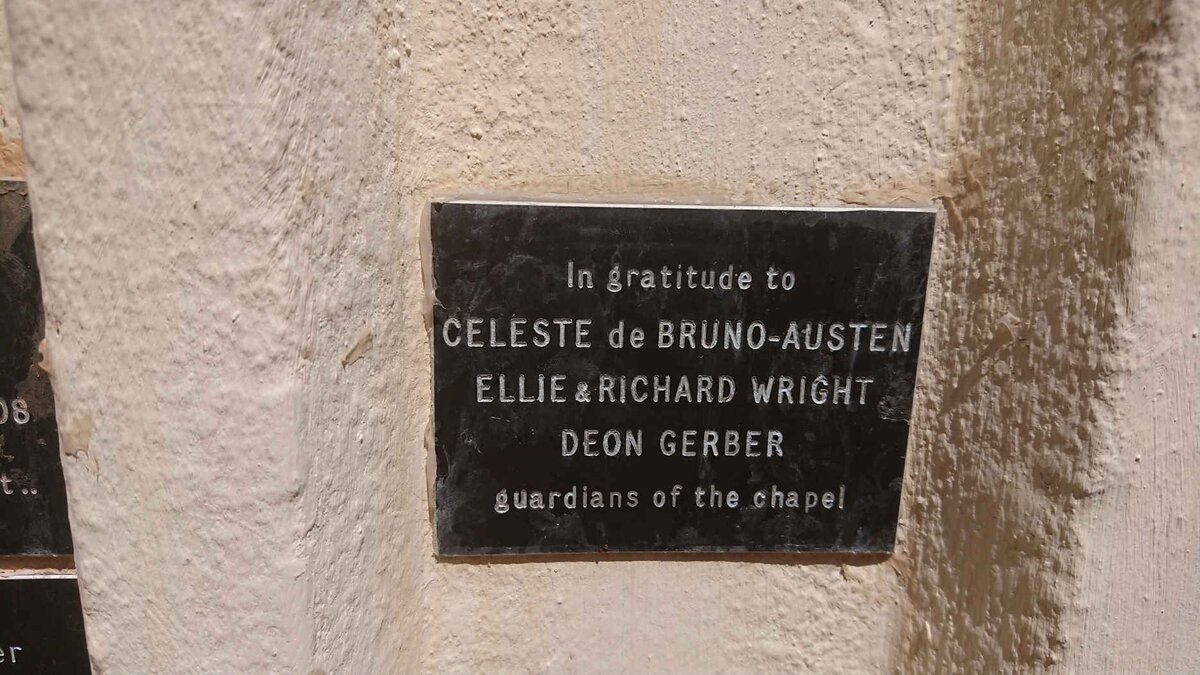 In gratitude to
CELESTE de BRUNO-AUSTEN
ELLIE & RICHARD WRIGHT
DEON GERBER
guardians of the chapel